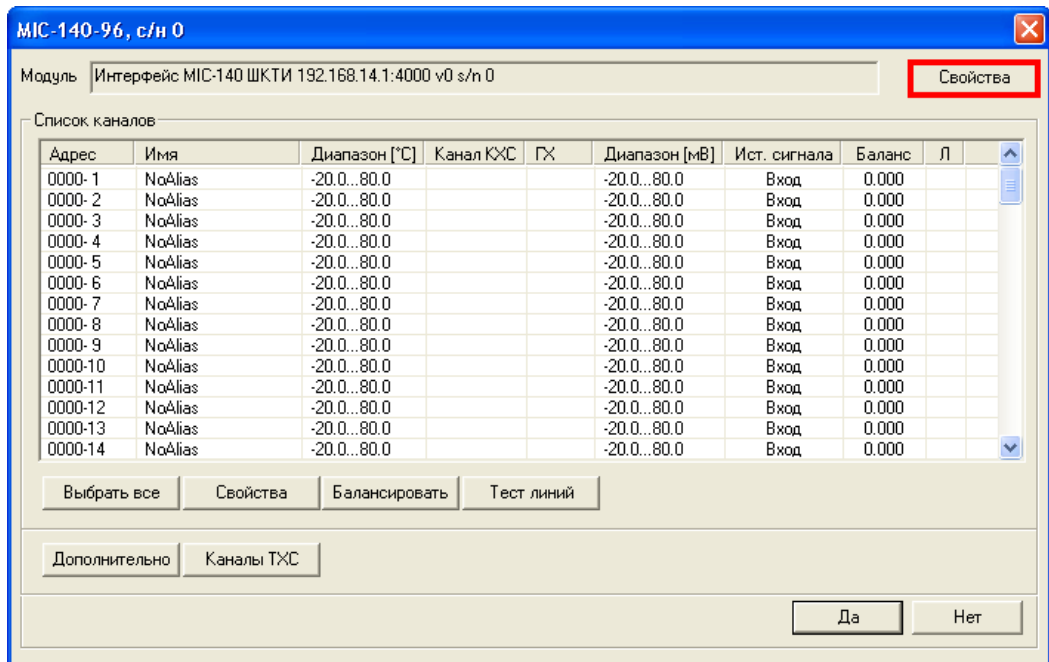 MIC-140-96, с/н 0
Модуль Интерфейс MIC-140 ШКТИ 192.168.14.1:4000 v0 s/n 0 Свойства
Список каналов
Адрес Имя Диапазон [°C] Канал КХС ГХ Диапазон [мВ] Ист. сигнала Баланс Л
0000- 1 NoAlias -20.0...80.0 -20.0...80.0 Вход 0.000
0000- 2 NoAlias -20.0...80.0 -20.0...80.0 Вход 0.000
0000- 3 NoAlias -20.0...80.0 -20.0...80.0 Вход 0.000
0000- 4 NoAlias -20.0...80.0 -20.0...80.0 Вход 0.000
0000- 5 NoAlias -20.0...80.0 -20.0...80.0 Вход 0.000
0000- 6 NoAlias -20.0...80.0 -20.0...80.0 Вход 0.000
0000- 7 NoAlias -20.0...80.0 -20.0...80.0 Вход 0.000
0000- 8 NoAlias -20.0...80.0 -20.0...80.0 Вход 0.000
0000- 9 NoAlias -20.0...80.0 -20.0...80.0 Вход 0.000
0000-10 NoAlias -20.0...80.0 -20.0...80.0 Вход 0.000
0000-11 NoAlias -20.0...80.0 -20.0...80.0 Вход 0.000
0000-12 NoAlias -20.0...80.0 -20.0...80.0 Вход 0.000
0000-13 NoAlias -20.0...80.0 -20.0...80.0 Вход 0.000
0000-14 NoAlias -20.0...80.0 -20.0...80.0 Вход 0.000
Выбрать все Свойства Балансировать Тест линий
Дополнительно Каналы ТХС
Да Нет